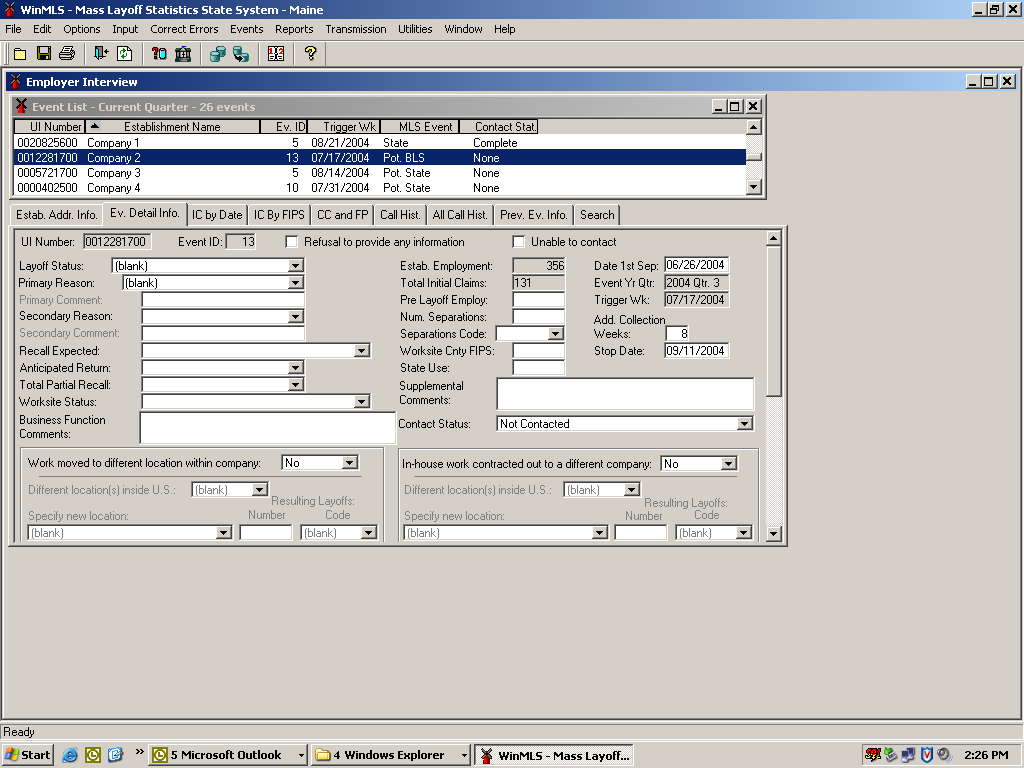 WinMLS - Mass Layoff Statistics State System - Maine
File Edit Options Input Correct Errors Events Reports Transmission Utilities Window Help
Employer Interview
Event List - Current Quarter - 26 events
UI Number Establishment Name Ev. ID Trigger Wk MLS Event Contact Stat.
0020825600 Company 1 5 08/21/2004 State Complete
0012281700 Company 2 13 07/17/2004 Pot. BLS None
0005721700 Company 3 5 08/14/2004 Pot. State None
0000402500 Company 4 10 07/31/2004 Pot. State None
Estab. Addr. Info. Ev. Detail Info. IC by Date IC By FIPS CC and FP Call Hist. All Call Hist. Prev. Ev. Info. Search
UI Number: 0012281700 Event ID: 13 Refusal to provide any information Unable to contact
Layoff Status: (blank) Estab. Employment: 356 Date 1st Sep: 06/26/2004
Primary Reason: (blank) Total Initial Claims: 131 Event Yr Qtr: 2004 Qtr. 3
Primary Comment: Pre Layoff Employ: Trigger Wk: 07/17/2004
Secondary Reason: Num. Separations: Add. Collection
Secondary Comment: Separations Code: Weeks: 8
Recall Expected: Worksite Cnty FIPS: Stop Date: 09/11/2004
Anticipated Return: State Use:
Total Partial Recall: Supplemental
Worksite Status: Comments:
Business Function
Comments:
Contact Status: Not Contacted
Work moved to different location within company: No In-house work contracted out to a different company: No
Different location(s) inside U.S.: (blank) Different location(s) inside U.S.: (blank)
Resulting Layoffs: Resulting Layoffs:
Specify new location: Number Code Specify new location: Number Code
(blank) (blank) (blank) (blank)
Ready
Start » 5 Microsoft Outlook 4 Windows Explorer WinMLS - Mass Layoff... 2:26 PM